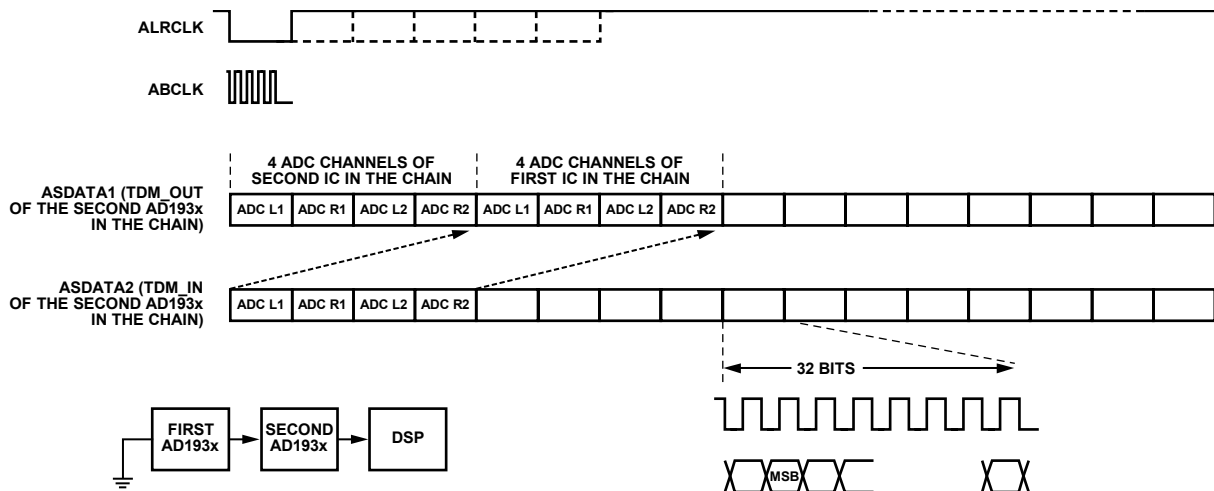 ALRCLK
ABCLK
4 ADC CHANNELS OF
SECOND IC IN THE CHAIN
4 ADC CHANNELS OF
FIRST IC IN THE CHAIN
ASDATA1 (TDM_OUT
OF THE SECOND AD193x
IN THE CHAIN)
ADC L1 ADC R1 ADC L2 ADC R2 ADC L1 ADC R1 ADC L2 ADC R2
ASDATA2 (TDM_IN
OF THE SECOND AD193x
IN THE CHAIN)
ADC L1 ADC R1 ADC L2 ADC R2
32 BITS
FIRST
AD193x
SECOND
AD193x
DSP
MSB